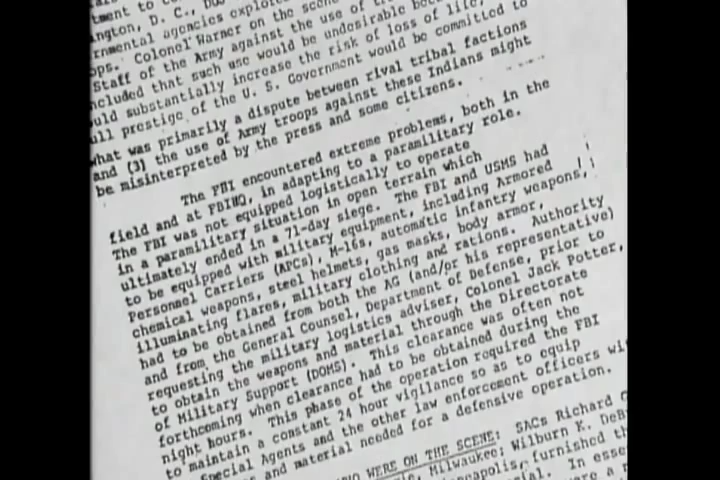 tment to
ington, D. C., Do
rnmental agencies explo
ops. Colonel Warner on the scene
Staff of the Army against the use of tr
ncluded that such use would be undesirable bec
uld substantially increase the risk of loss of life,
ull prestige of the U. S. Government would be committed to
what was primarily a dispute between rival tribal factions
and (3) the use of Army troops against these Indians might
be misinterpreted by the press and some citizens.
The FBI encountered extreme problems, both in the
field and at FBIHQ, in adapting to a paramilitary role.
The FBI was not equipped logistically to operate
in a paramilitary situation in open terrain which
ultimately ended in a 71-day siege. The FBI and USMS had
to be equipped with military equipment, including Armored
Personnel Carriers (APCs), M-16s, automatic infantry weapons,
chemical weapons, steel helmets, gas masks, body armor,
illuminating flares, military clothing and rations. Authority
had to be obtained from both the AG (and/or his representative)
and from the General Counsel, Department of Defense, prior to
requesting the military logistics adviser, Colonel Jack Potter,
to obtain the weapons and material through the Directorate
of Military Support (DOMS). This clearance was often not
forthcoming when clearance had to be obtained during the
night hours. This phase of the operation required the FBI
to maintain a constant 24 hour vigilance so as to equip
Special Agents and the other law enforcement officers wi
and material needed for a defensive operation.
WHO WERE ON THE SCENE: SACs Richard
Milwaukee; Wilburn K. DeB
furnished th
In esse